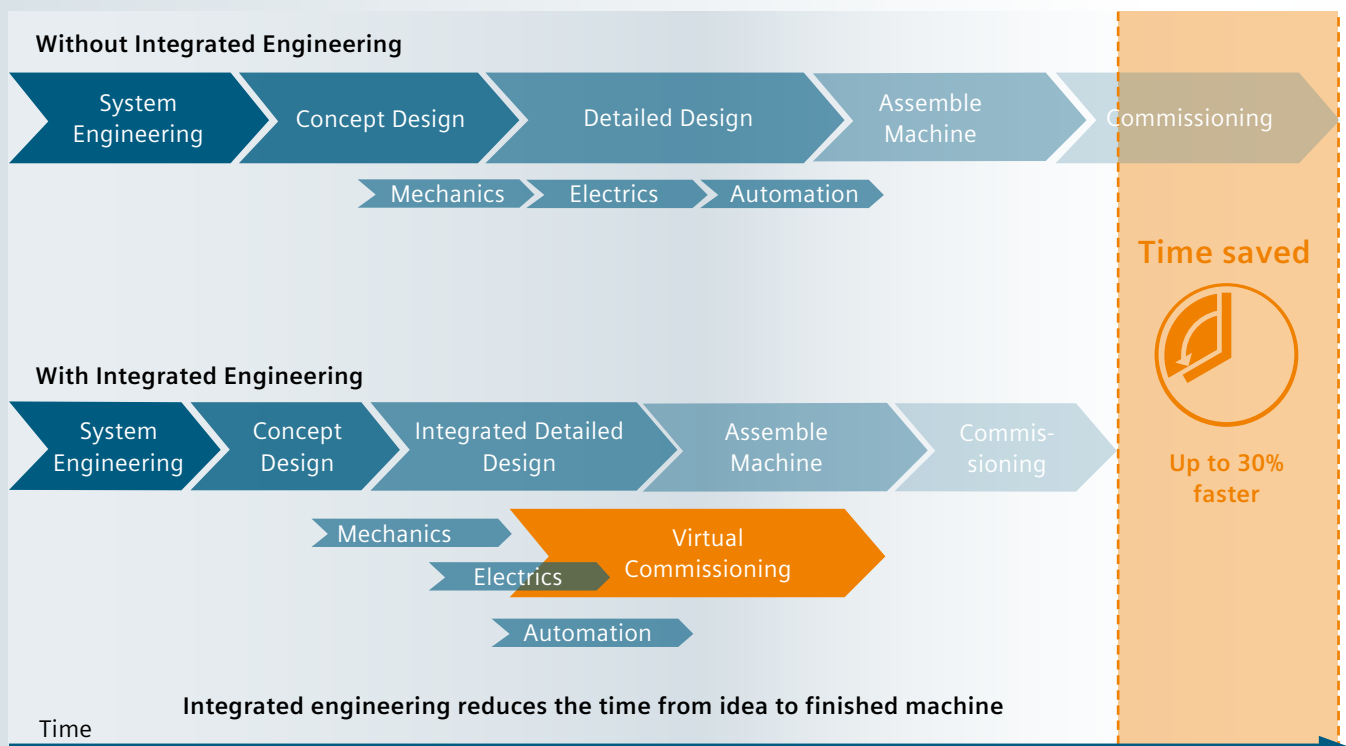 Without Integrated Engineering
System
Engineering
Concept Design
Detailed Design
Assemble
Machine
Commissioning
Mechanics
Electrics
Automation
Time saved
With Integrated Engineering
System
Engineering
Concept
Design
Integrated Detailed
Design
Assemble
Machine
Commis-
sioning
Up to 30%
faster
Mechanics
Virtual
Commissioning
Electrics
Automation
Integrated engineering reduces the time from idea to finished machine
Time